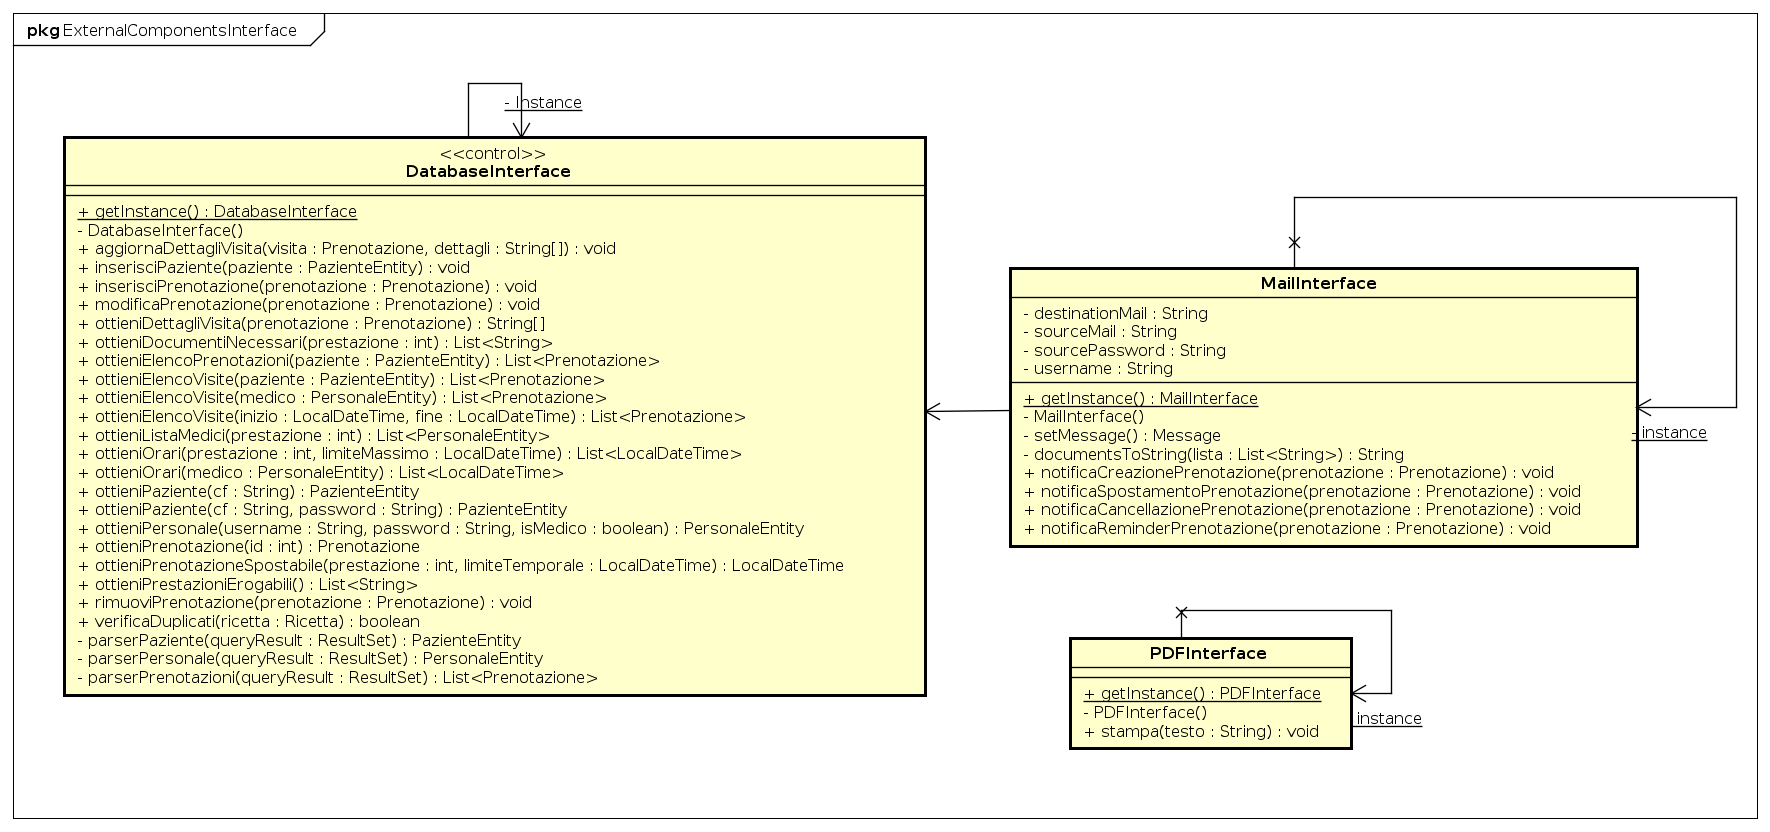 pkg ExternalComponentsInterface
- Instance
<<control>>
DatabaseInterface
+ getInstance() : DatabaseInterface
- DatabaseInterface()
+ aggiornaDettagliVisita(visita : Prenotazione, dettagli : String[]) : void
+ inserisciPaziente(paziente : PazienteEntity) : void
+ inserisciPrenotazione(prenotazione : Prenotazione) : void
+ modificaPrenotazione(prenotazione : Prenotazione) : void
+ ottieniDettagliVisita(prenotazione : Prenotazione) : String[]
+ ottieniDocumentiNecessari(prestazione : int) : List<String>
+ ottieniElencoPrenotazioni(paziente : PazienteEntity) : List<Prenotazione>
+ ottieniElencoVisite(paziente : PazienteEntity) : List<Prenotazione>
+ ottieniElencoVisite(medico : PersonaleEntity) : List<Prenotazione>
+ ottieniElencoVisite(inizio : LocalDateTime, fine : LocalDateTime) : List<Prenotazione>
+ ottieniListaMedici(prestazione : int) : List<PersonaleEntity>
+ ottieniOrari(prestazione : int, limiteMassimo : LocalDateTime) : List<LocalDateTime>
+ ottieniOrari(medico : PersonaleEntity) : List<LocalDateTime>
+ ottieniPaziente(cf : String) : PazienteEntity
+ ottieniPaziente(cf : String, password : String) : PazienteEntity
+ ottieniPersonale(username : String, password : String, isMedico : boolean) : PersonaleEntity
+ ottieniPrenotazione(id : int) : Prenotazione
+ ottieniPrenotazioneSpostabile(prestazione : int, limiteTemporale : LocalDateTime) : LocalDateTime
+ ottieniPrestazioniErogabili() : List<String>
+ rimuoviPrenotazione(prenotazione : Prenotazione) : void
+ verificaDuplicati(ricetta : Ricetta) : boolean
- parserPaziente(queryResult : ResultSet) : PazienteEntity
- parserPersonale(queryResult : ResultSet) : PersonaleEntity
- parserPrenotazioni(queryResult : ResultSet) : List<Prenotazione>
MailInterface
- destinationMail : String
- sourceMail : String
- sourcePassword : String
- username : String
+ getInstance() : MailInterface
- MailInterface()
- setMessage() : Message
- documentsToString(lista : List<String>) : String
+ notificaCreazionePrenotazione(prenotazione : Prenotazione) : void
+ notificaSpostamentoPrenotazione(prenotazione : Prenotazione) : void
+ notificaCancellazionePrenotazione(prenotazione : Prenotazione) : void
+ notificaReminderPrenotazione(prenotazione : Prenotazione) : void
- instance
PDFInterface
+ getInstance() : PDFInterface
- PDFInterface()
+ stampa(testo : String) : void
instance